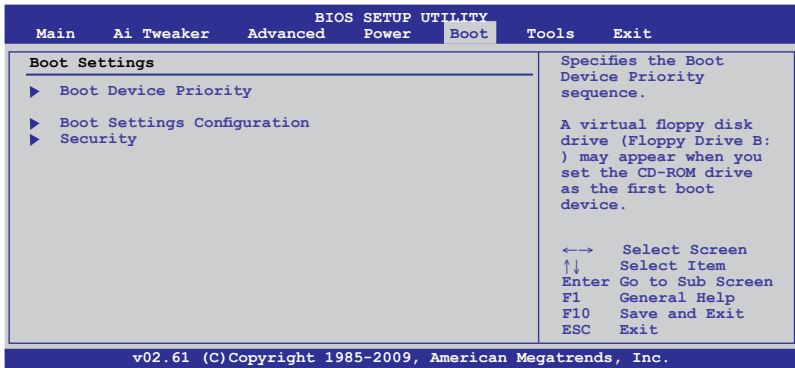 BIOS SETUP UTILITY
Main Ai Tweaker Advanced Power Boot Tools Exit
Boot Settings
Boot Device Priority
Boot Settings Configuration
Security
Specifies the Boot
Device Priority
sequence.
A virtual floppy disk
drive (Floppy Drive B:
) may appear when you
set the CD-ROM drive
as the first boot
device.
←→ Select Screen
↑↓ Select Item
Enter Go to Sub Screen
F1 General Help
F10 Save and Exit
ESC Exit
v02.61 (C)Copyright 1985-2009, American Megatrends, Inc.